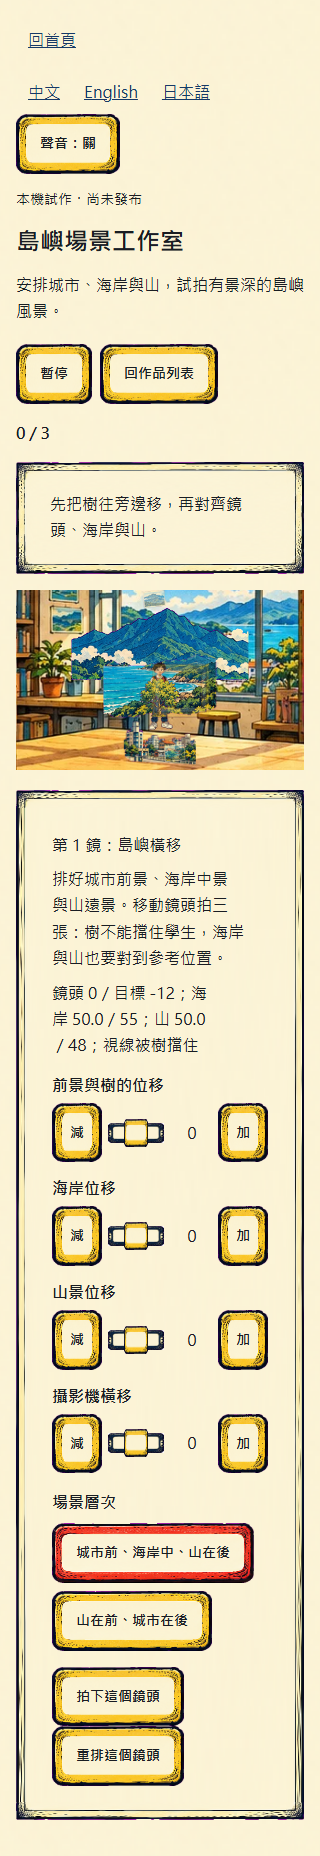 回首頁
中文 English 日本語
聲音：關
本機試作・尚未發布
島嶼場景工作室
安排城市、海岸與山，試拍有景深的島嶼
風景。
暫停 回作品列表
0 / 3
先把樹往旁邊移，再對齊鏡
頭、海岸與山。
第 1 鏡：島嶼橫移
排好城市前景、海岸中景
與山遠景。移動鏡頭拍三
張：樹不能擋住學生，海岸
與山也要對到參考位置。
鏡頭 0 / 目標 -12；海
岸 50.0 / 55；山 50.0
/ 48；視線被樹擋住
前景與樹的位移
減 0 加
海岸位移
減 0 加
山景位移
減 0 加
攝影機橫移
減 0 加
場景層次
城市前、海岸中、山在後
山在前、城市在後
拍下這個鏡頭
重排這個鏡頭